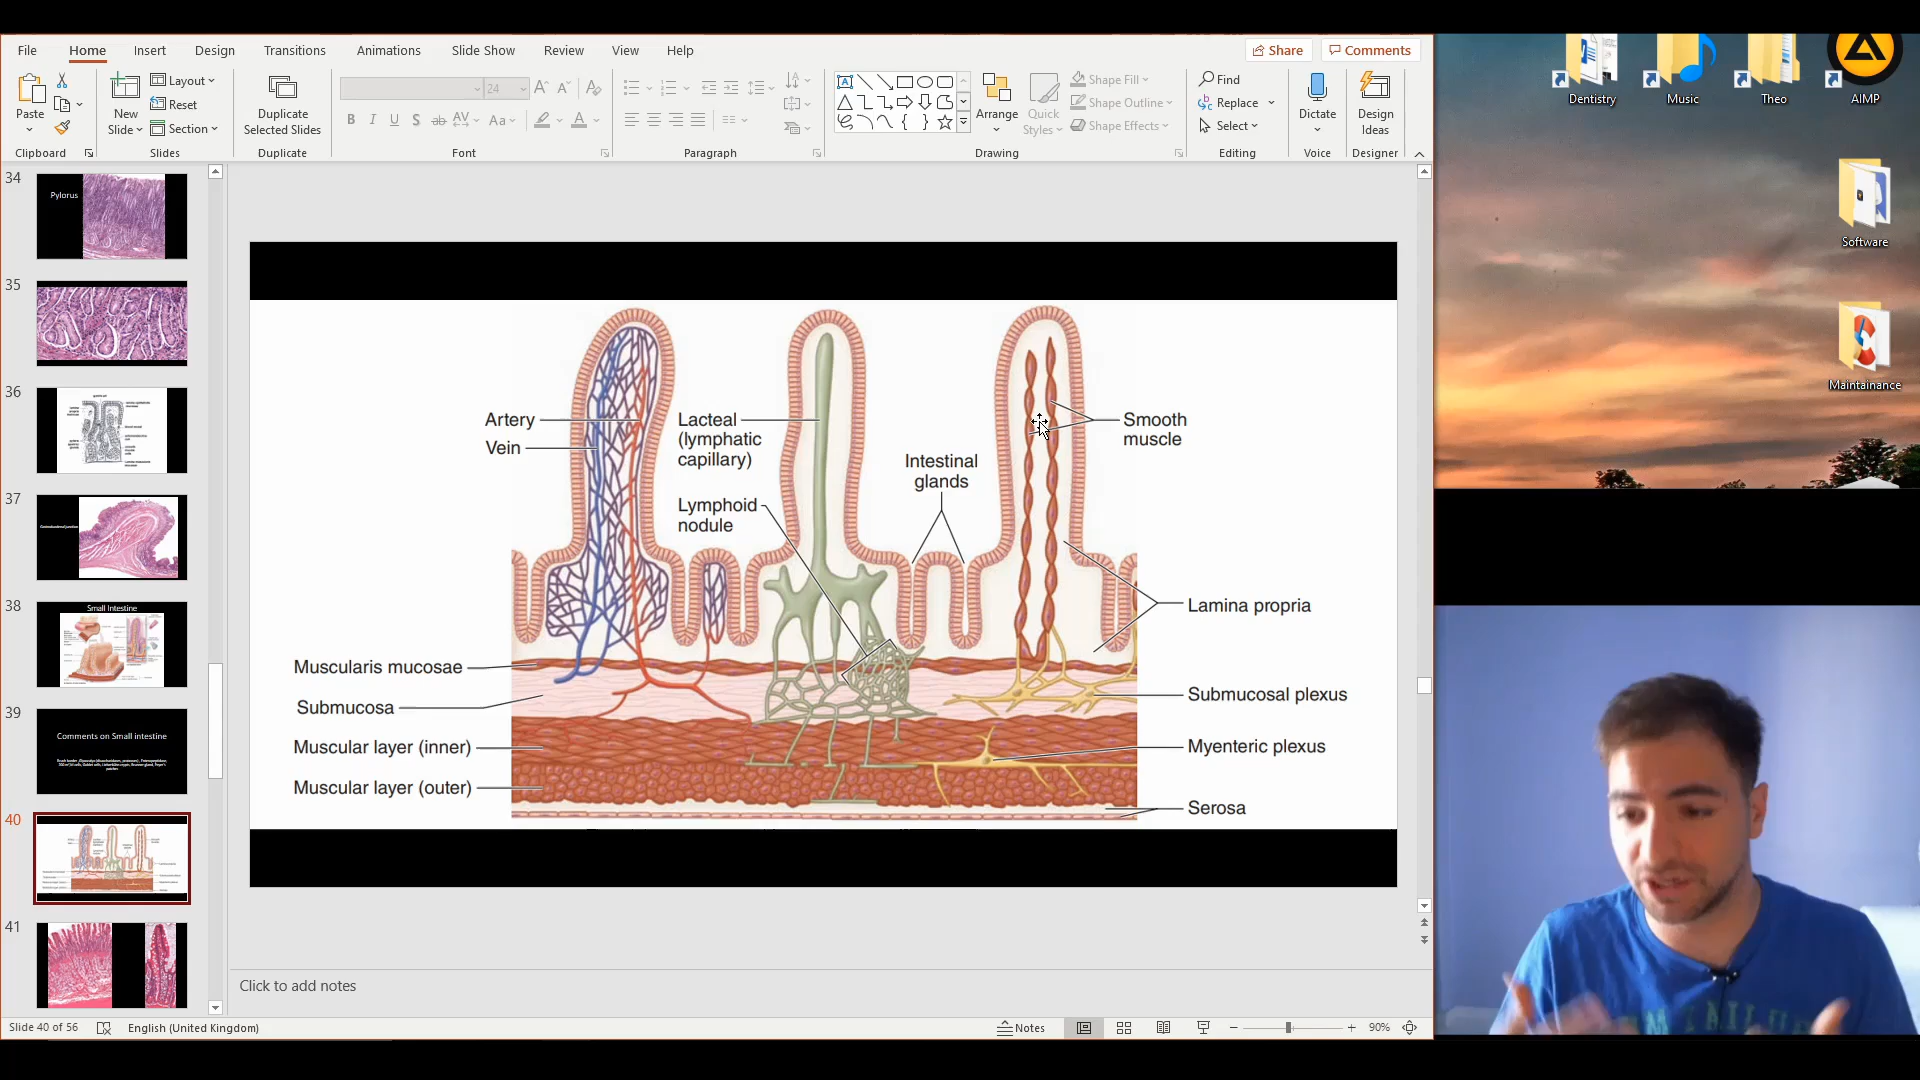 File Home Insert Design Transitions Animations Slide Show Review View Help
Share Comments
Paste
New
Slide
Layout
Reset
Section
Duplicate
Selected Slides
24
Arrange
Quick
Styles
Shape Fill
Shape Outline
Shape Effects
Find
Replace
Select
Dictate
Design
Ideas
Clipboard Slides Duplicate Font Paragraph Drawing Editing Voice Designer
Dentistry
Music
Theo
AIMP
Software
Maintainance
34
Pylorus
35
36
37
38
Small Intestine
39
Comments on Small intestine
40
41
Artery
Vein
Lacteal
(lymphatic
capillary)
Lymphoid
nodule
Intestinal
glands
Smooth
muscle
Lamina propria
Muscularis mucosae
Submucosa
Muscular layer (inner)
Muscular layer (outer)
Submucosal plexus
Myenteric plexus
Serosa
Click to add notes
Slide 40 of 56
English (United Kingdom)
Notes
90%